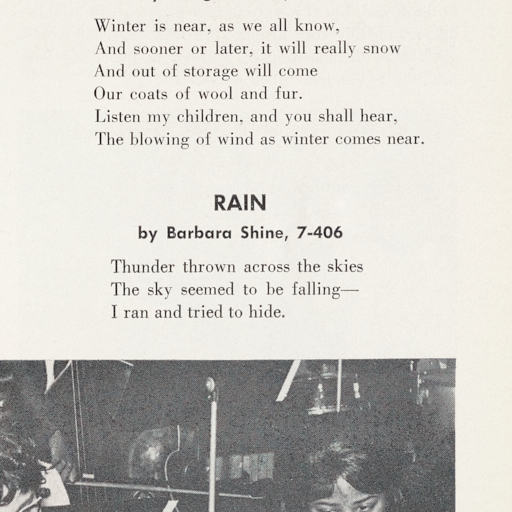 Winter is near, as we all know,
And sooner or later, it will really snow
And out of storage will come
Our coats of wool and fur.
Listen my children, and you shall hear,
The blowing of wind as winter comes near.
RAIN
by Barbara Shine, 7-406
Thunder thrown across the skies
The sky seemed to be falling—
I ran and tried to hide.